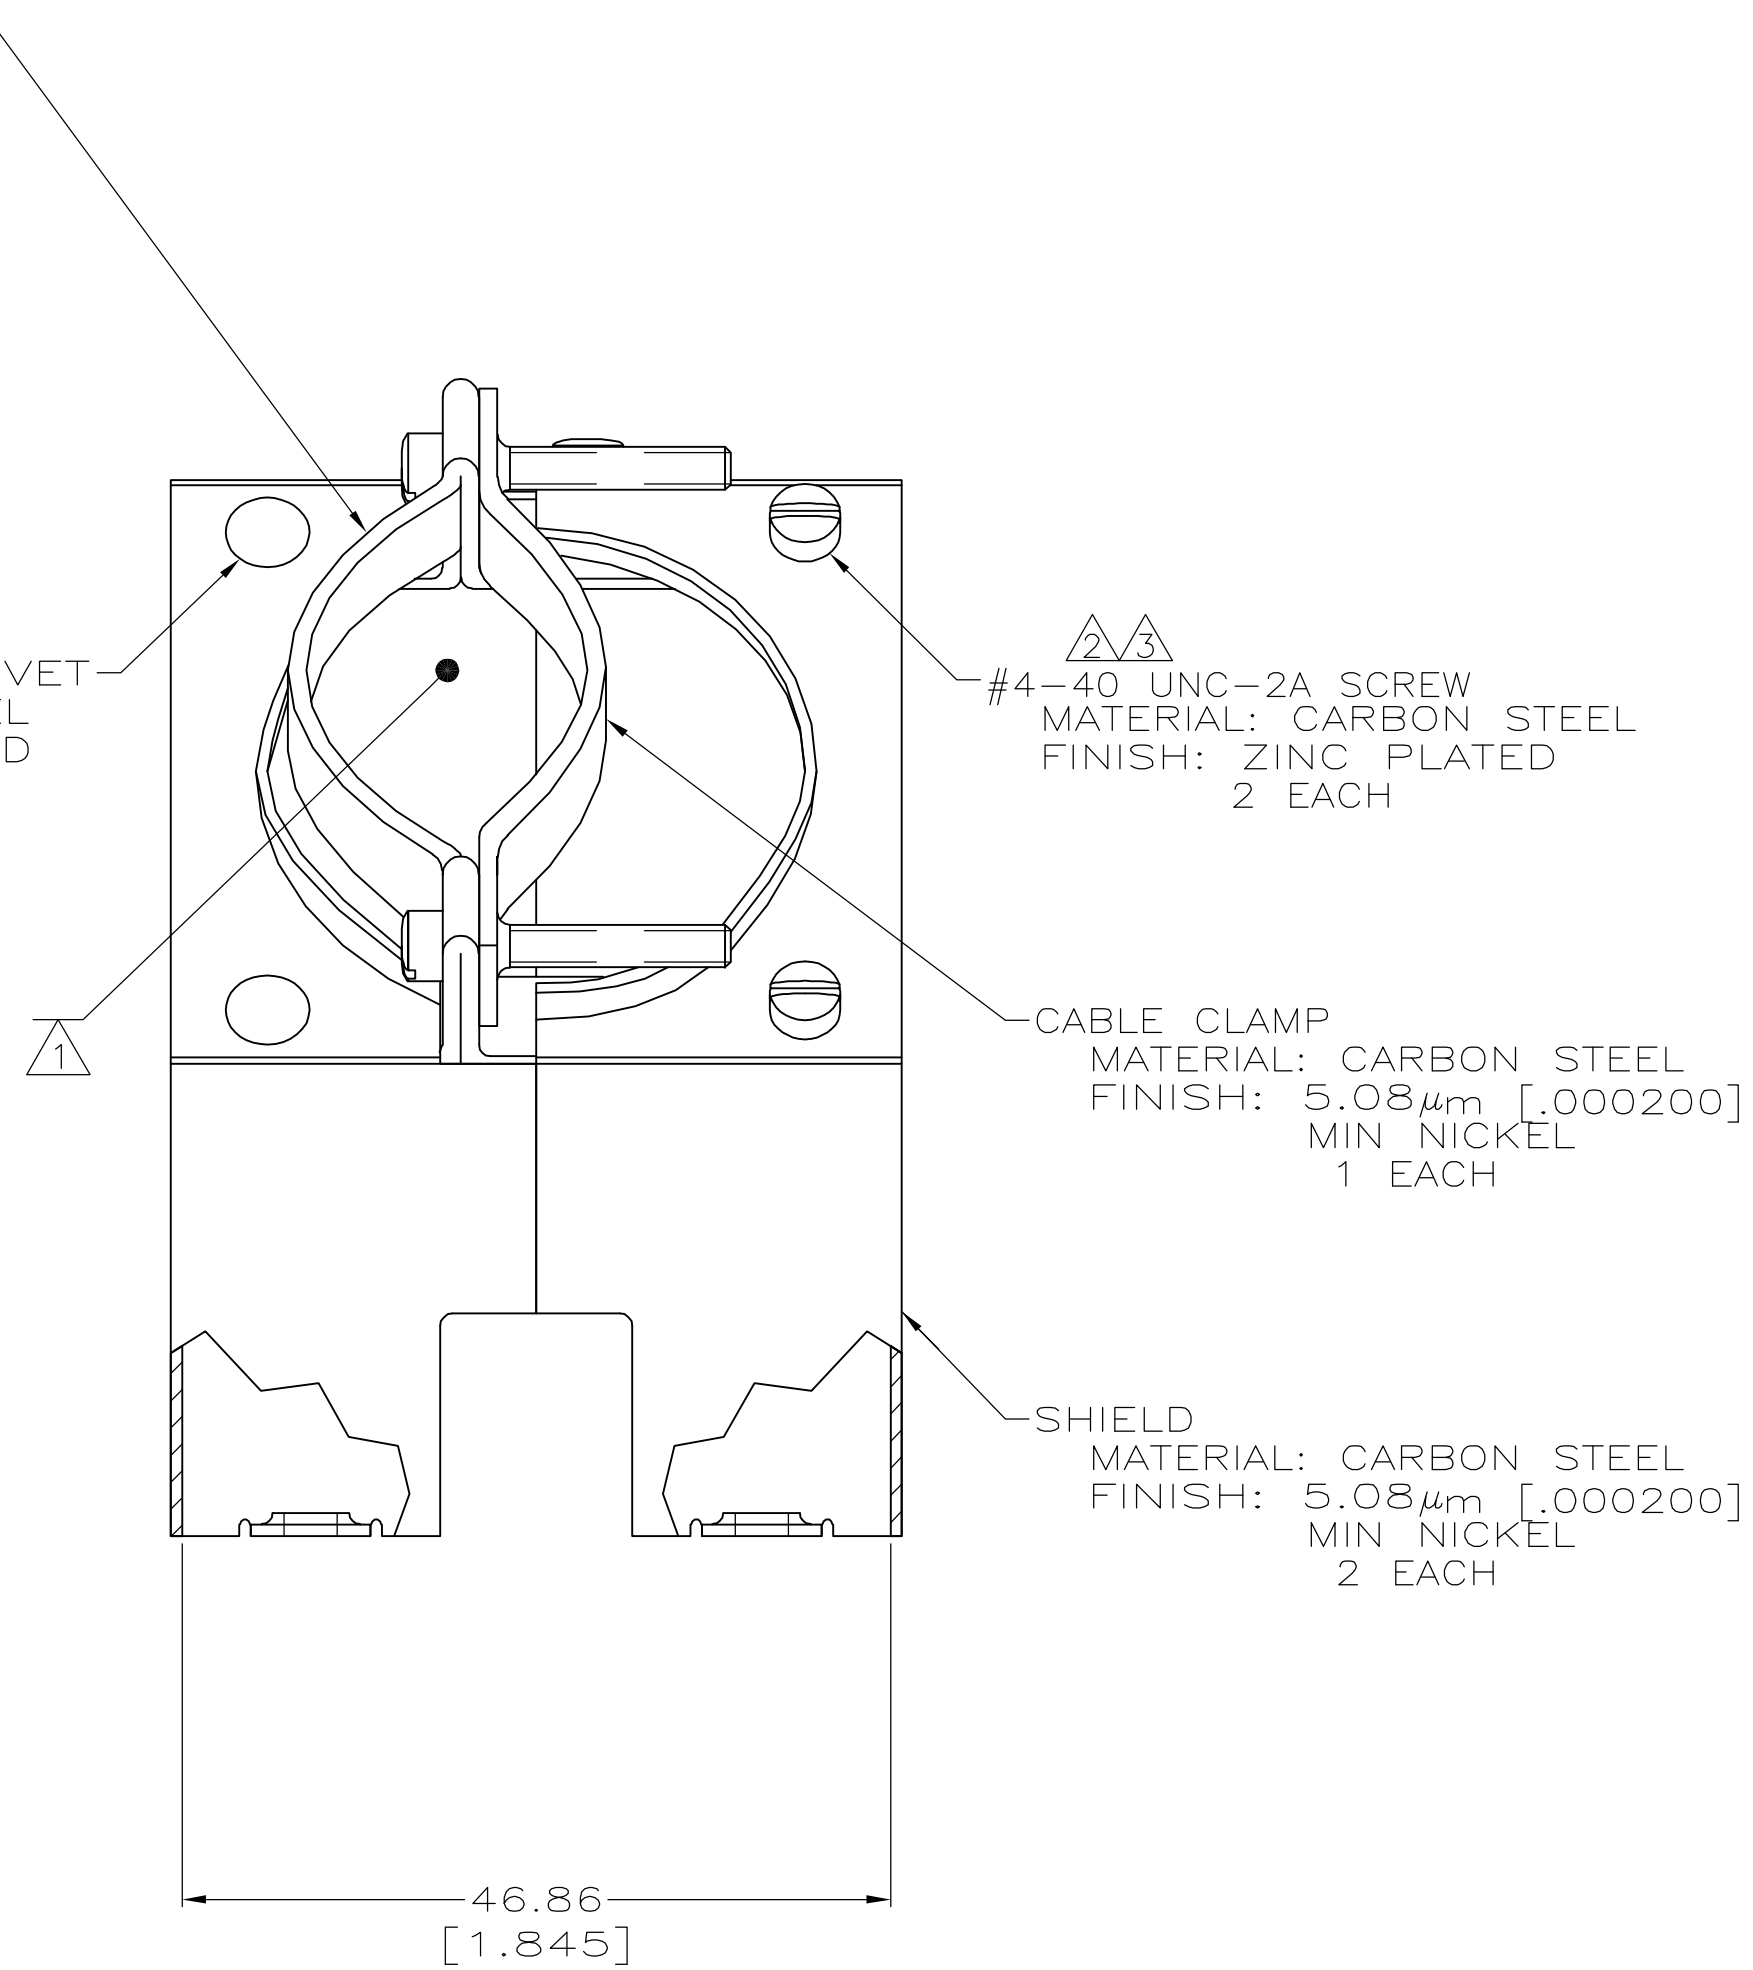 2 3
#4-40 UNC-2A SCREW
MATERIAL: CARBON STEEL
FINISH: ZINC PLATED
2 EACH
VET
EL
D
1
CABLE CLAMP
MATERIAL: CARBON STEEL
FINISH: 5.08μm [.000200]
MIN NICKEL
1 EACH
SHIELD
MATERIAL: CARBON STEEL
FINISH: 5.08μm [.000200]
MIN NICKEL
2 EACH
46.86
[1.845]